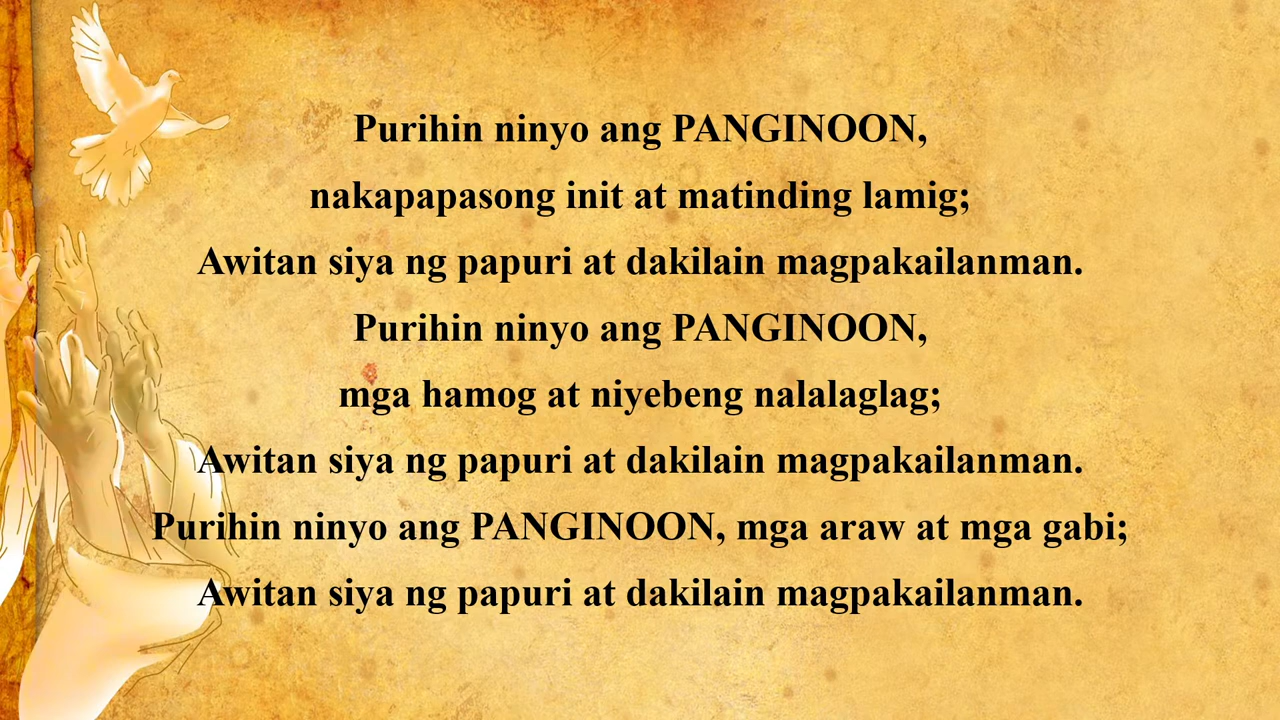 Purihin ninyo ang PANGINOON,
nakapapasong init at matinding lamig;
Awitan siya ng papuri at dakilain magpakailanman.
Purihin ninyo ang PANGINOON,
mga hamog at niyebeng nalalaglag;
Awitan siya ng papuri at dakilain magpakailanman.
Purihin ninyo ang PANGINOON, mga araw at mga gabi;
Awitan siya ng papuri at dakilain magpakailanman.